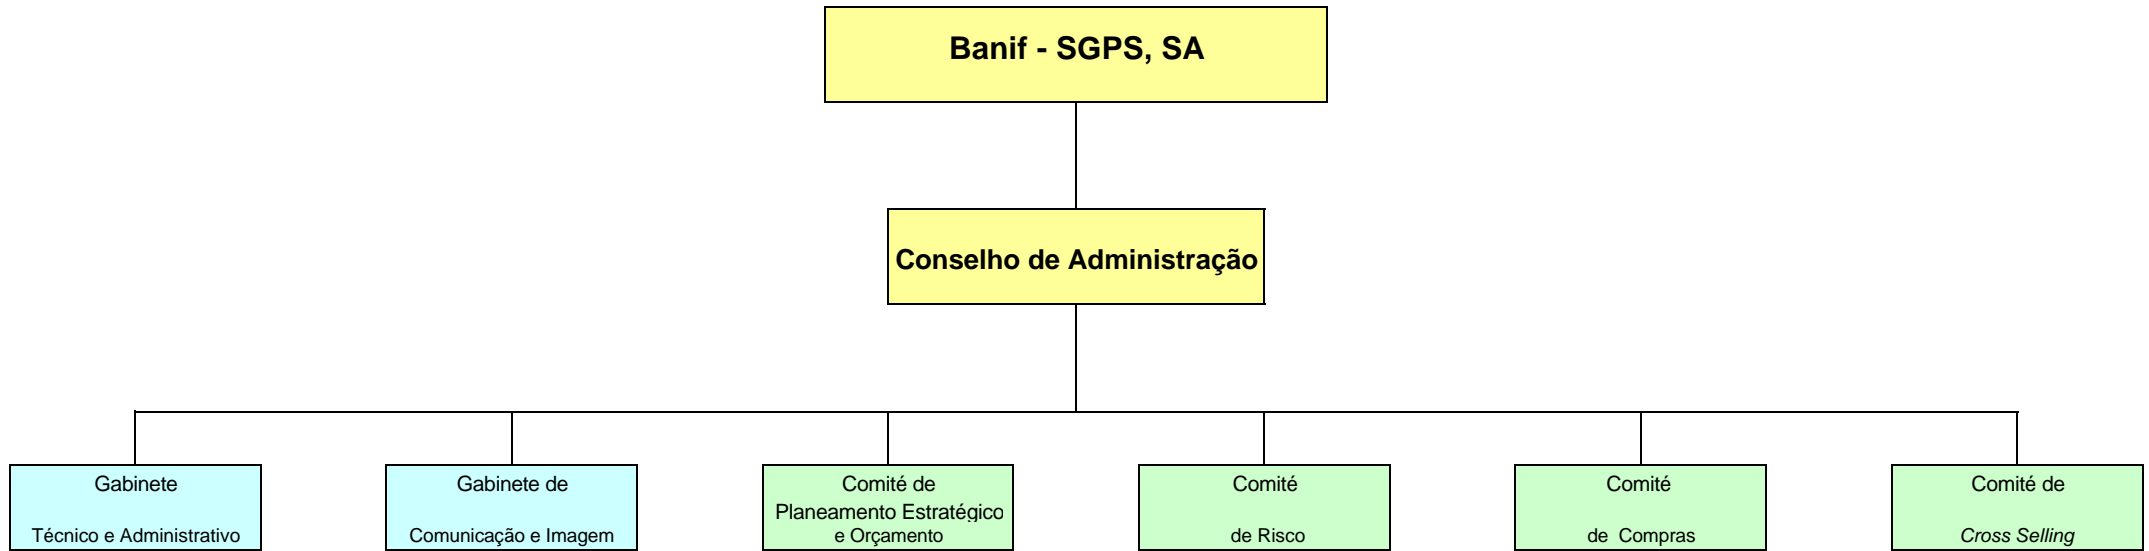 Banif - SGPS, SA
Conselho de Administração
Gabinete
Técnico e Administrativo
Gabinete de
Comunicação e Imagem
Comité de
Planeamento Estratégico
e Orçamento
Comité
de Risco
Comité
de Compras
Comité de
Cross Selling